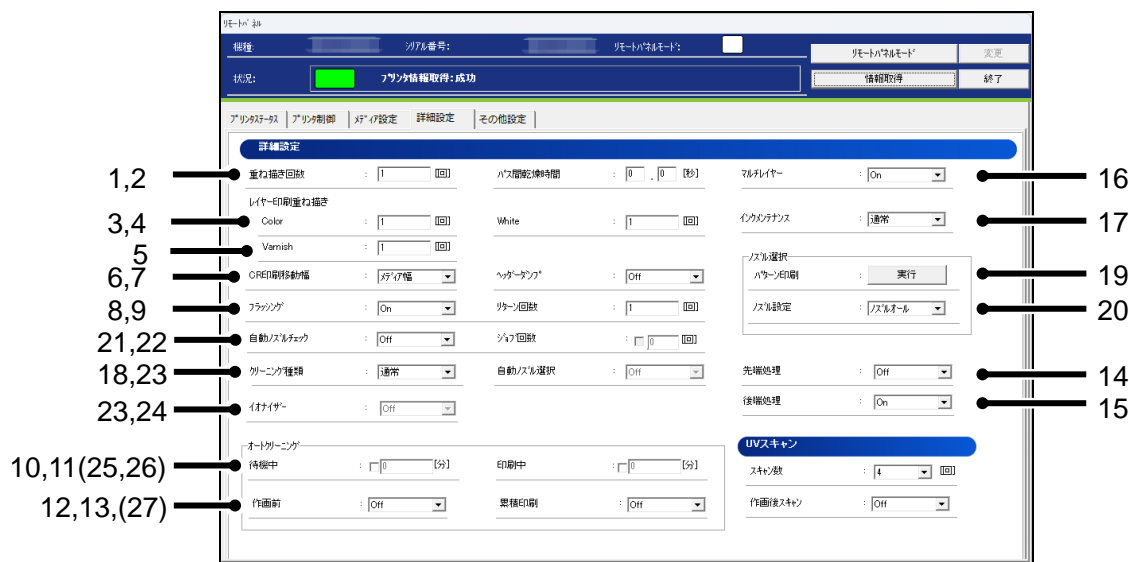 リモートパネル
機種: シリアル番号: リモートパネルモード:
リモートパネルモード 変更
状況: プリンタ情報取得:成功 情報取得 終了
プリンタステータス プリンタ制御 メディア設定 詳細設定 その他設定
詳細設定
1,2 重ね描き回数 : 1 [回] パス間乾燥時間 : 0 . 0 [秒] マルチレイヤー : On 16
レイヤー印刷重ね描き
3,4 Color : 1 [回] White : 1 [回] インクメンテナンス : 通常 17
5 Varnish : 1 [回]
ノズル選択
6,7 CRE印刷移動幅 : メディア幅 ヘッダーダンプ : Off パターン印刷 : 実行 19
8,9 フラッシング : On リターン回数 : 1 [回] ノズル設定 : ノズルオール 20
21,22 自動ノズルチェック : Off ジョブ回数 : 0 [回]
18,23 クリーニング種類 : 通常 自動ノズル選択 : Off 先端処理 : Off 14
23,24 イオナイザー : Off 後端処理 : On 15
オートクリーニング UVスキャン
10,11(25,26) 待機中 : 0 [分] 印刷中 : 0 [分] スキャン数 : 4 [回]
12,13,(27) 作画前 : Off 累積印刷 : Off 作画後スキャン : Off